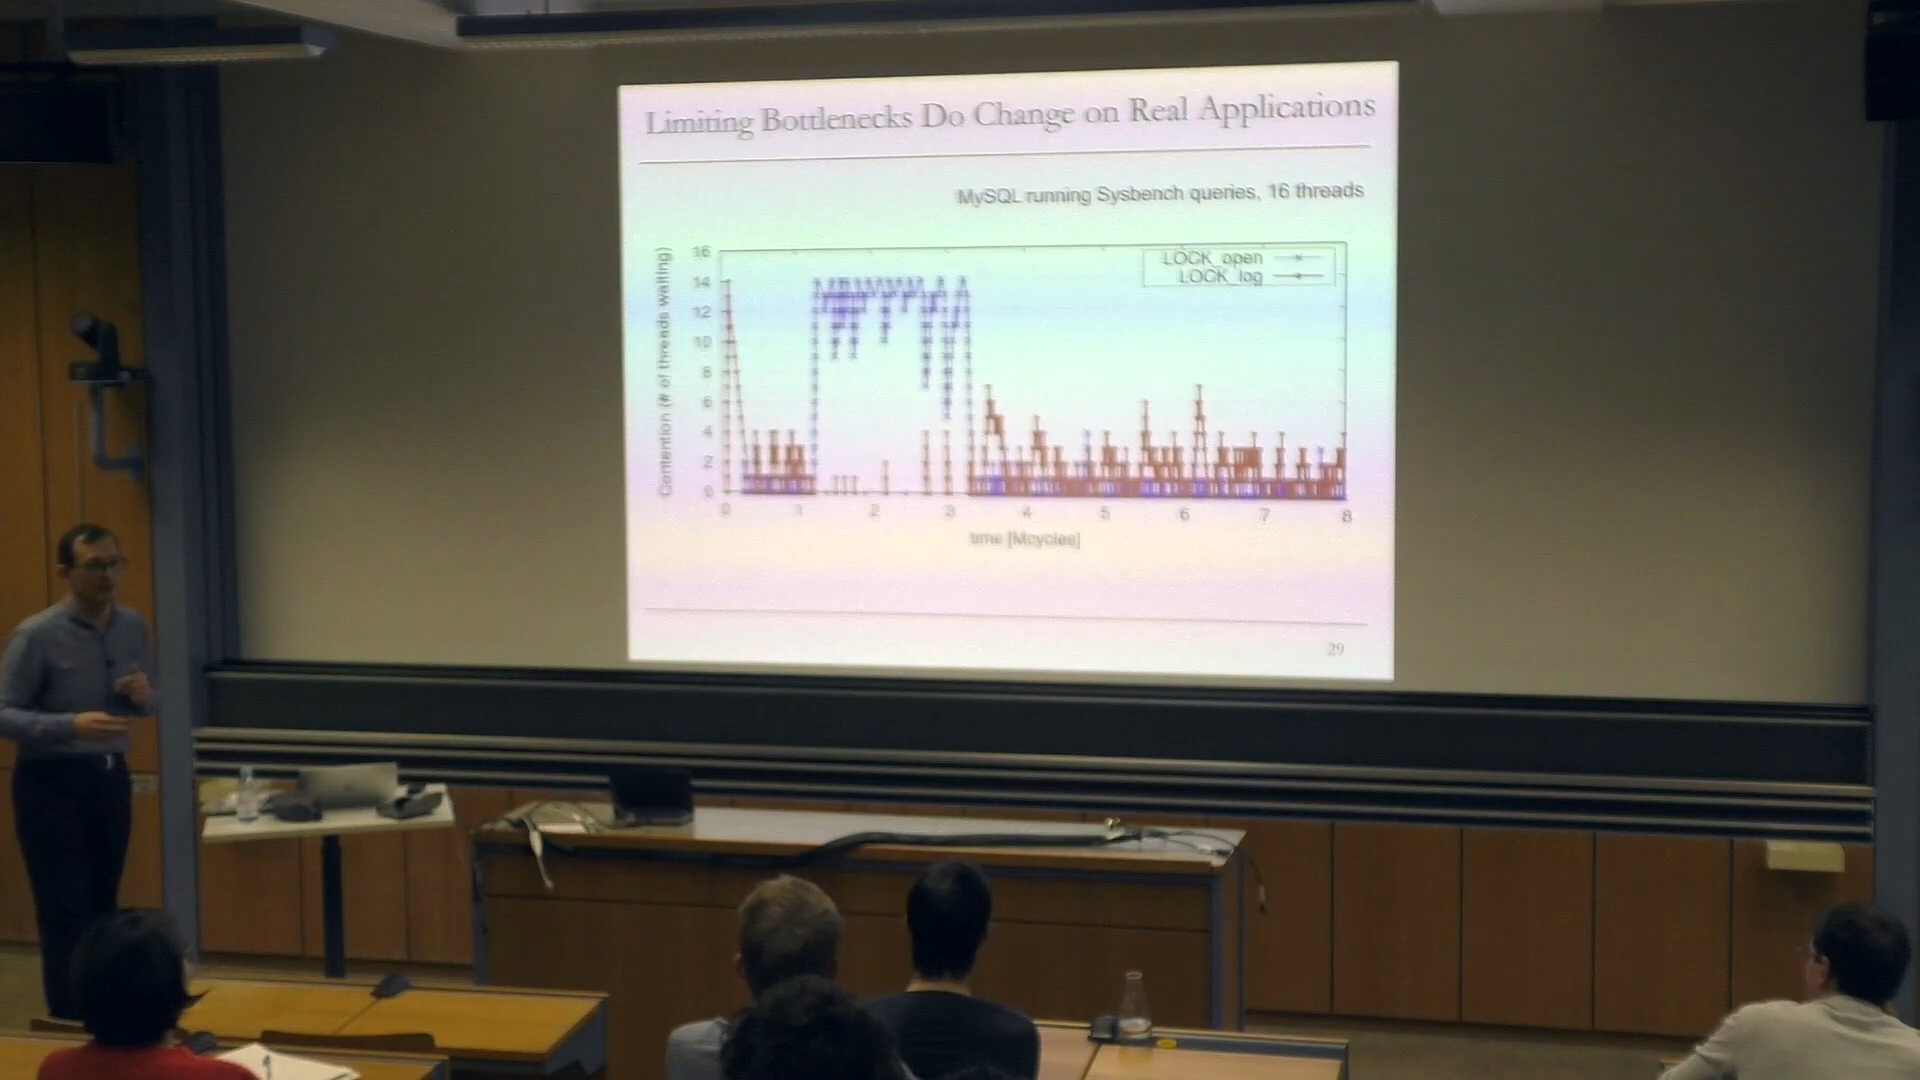 Limiting Bottlenecks Do Change on Real Applications
MySQL running Sysbench queries, 16 threads
Contention (# of threads waiting)
16
14
12
10
8
6
4
2
0
LOCK_open
LOCK_log
0 1 2 3 4 5 6 7 8
time [Mcycles]
29